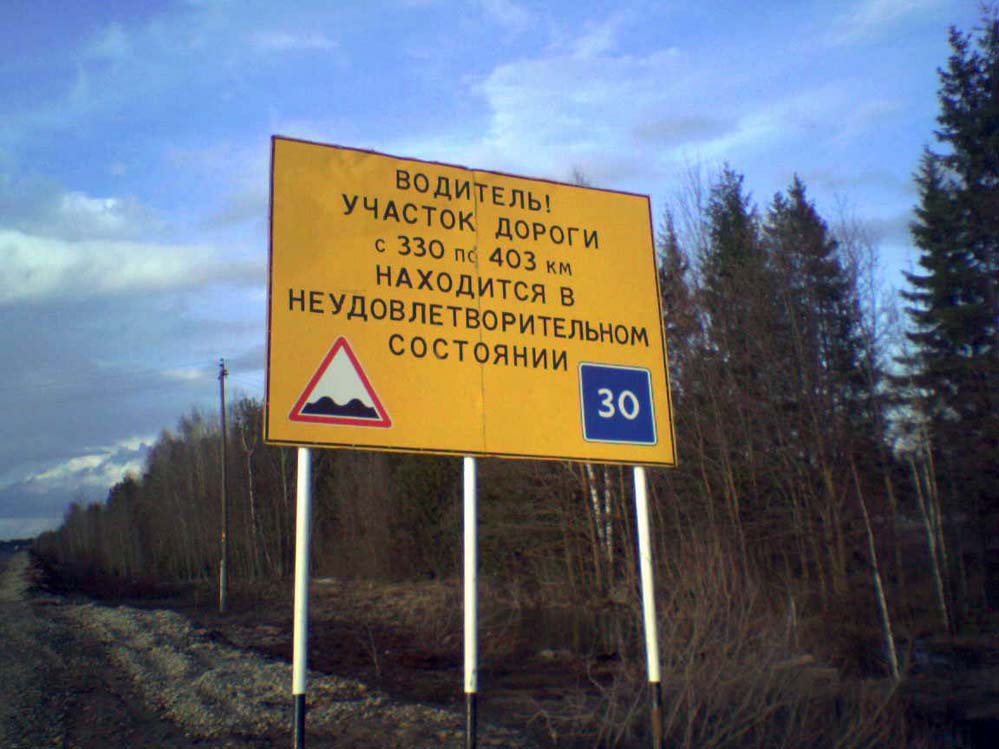 ВОДИТЕЛЬ!
УЧАСТОК ДОРОГИ
с 330 по 403 км
НАХОДИТСЯ В
НЕУДОВЛЕТВОРИТЕЛЬНОМ
СОСТОЯНИИ
30